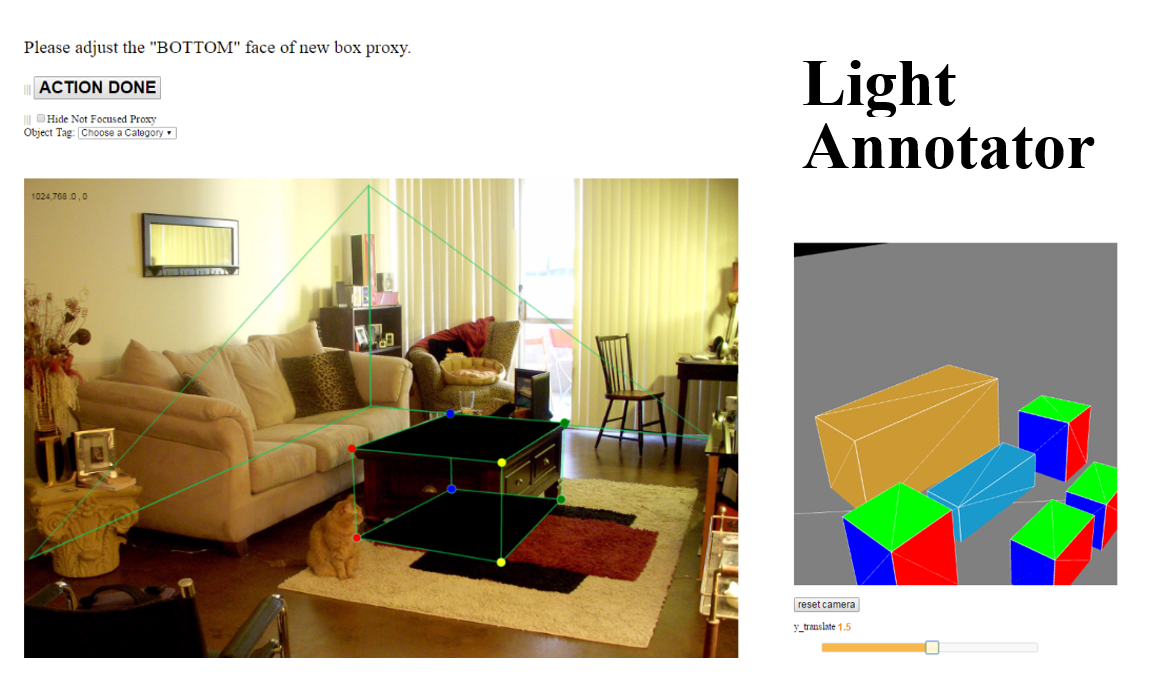 Please adjust the "BOTTOM" face of new box proxy.
ACTION DONE
Hide Not Focused Proxy
Object Tag: Choose a Category
Light
Annotator
1024,768 :0 , 0
reset camera
y_translate 1.5